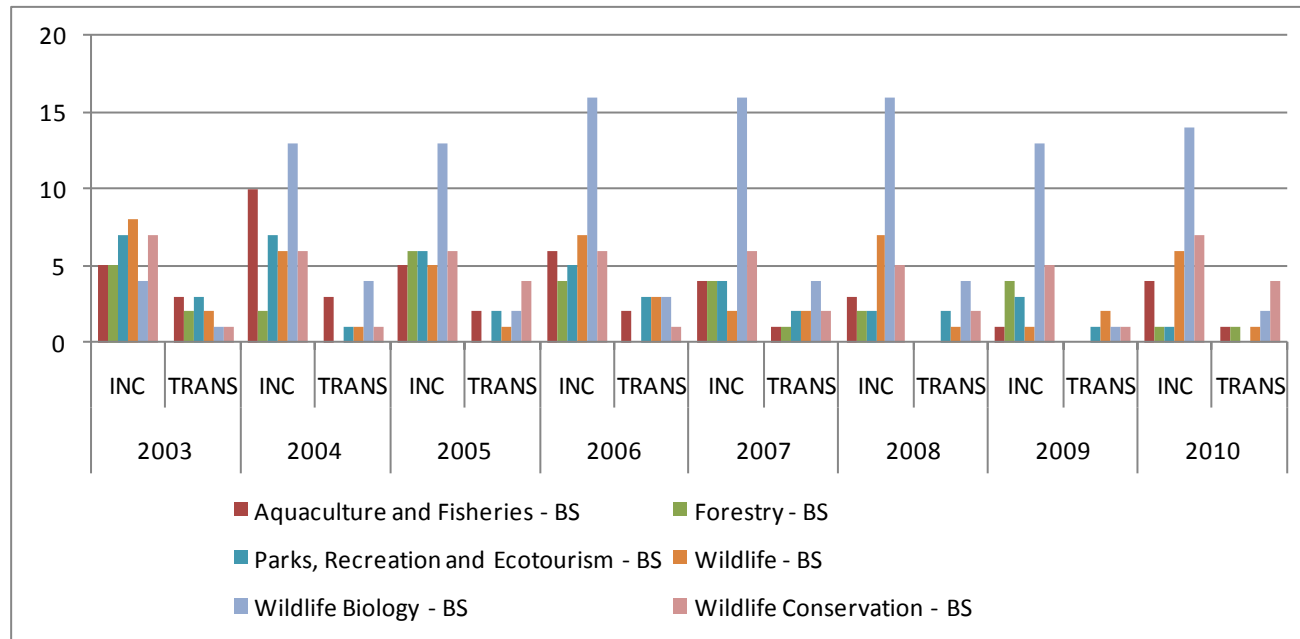 20
15
10
5
0
INC TRANS INC TRANS INC TRANS INC TRANS INC TRANS INC TRANS INC TRANS INC TRANS
2003 2004 2005 2006 2007 2008 2009 2010
Aquaculture and Fisheries - BS Forestry - BS
Parks, Recreation and Ecotourism - BS Wildlife - BS
Wildlife Biology - BS Wildlife Conservation - BS